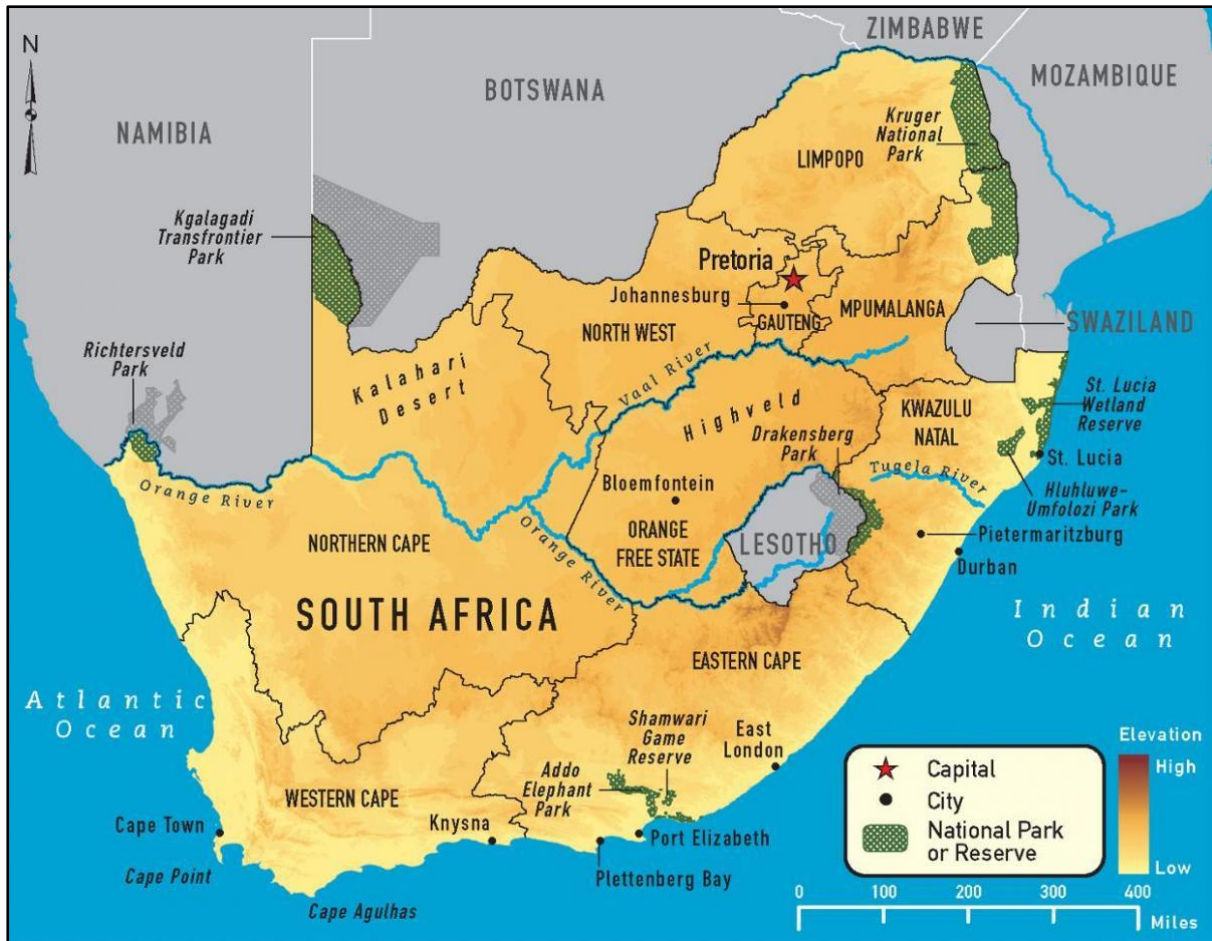 ZIMBABWE
MOZAMBIQUE
BOTSWANA
NAMIBIA
N
Kruger
National
Park
LIMPOPO
Kgalagadi
Transfrontier
Park
Pretoria
Johannesburg
GAUTENG
MPUMALANGA
NORTH WEST
SWAZILAND
Richtersveld
Park
Kalahari
Desert
Vaal River
Highveld
Drakensberg
Park
KWAZULU
NATAL
St. Lucia
Wetland
Reserve
St. Lucia
Tugela River
Hluhluwe-
Umfolozi Park
Orange River
Bloemfontein
Orange River
ORANGE
FREE STATE
LESOTHO
Pietermaritzburg
Durban
NORTHERN CAPE
SOUTH AFRICA
Indian
Ocean
EASTERN CAPE
Atlantic
Ocean
Shamwari
Game
Reserve
East
London
Addo
Elephant
Park
WESTERN CAPE
Cape Town
Knysna
Port Elizabeth
Plettenberg Bay
Cape Point
Cape Agulhas
Elevation
High
Low
Capital
City
National Park
or Reserve
0 100 200 300 400
Miles